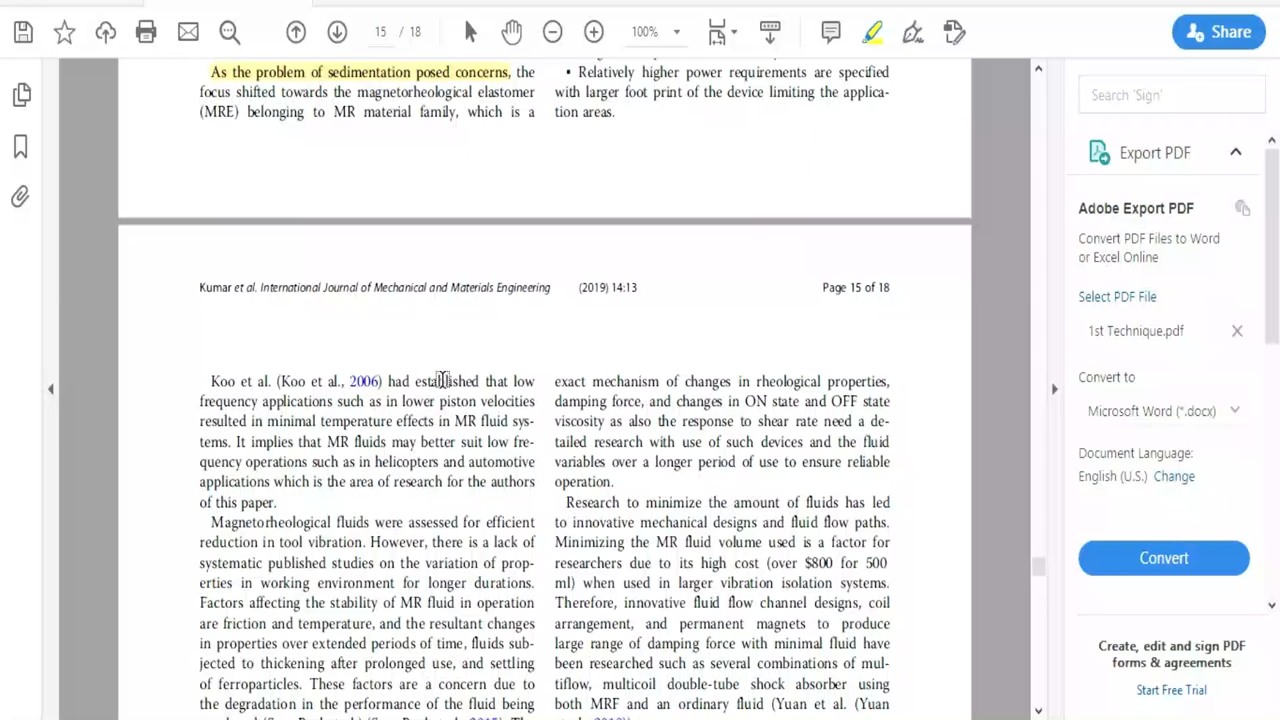 15 / 18
100%
Share
As the problem of sedimentation posed concerns, the
focus shifted towards the magnetorheological elastomer
(MRE) belonging to MR material family, which is a
• Relatively higher power requirements are specified
with larger foot print of the device limiting the applica-
tion areas.
Kumar et al. International Journal of Mechanical and Materials Engineering (2019) 14:13 Page 15 of 18
Koo et al. (Koo et al., 2006) had established that low
frequency applications such as in lower piston velocities
resulted in minimal temperature effects in MR fluid sys-
tems. It implies that MR fluids may better suit low fre-
quency operations such as in helicopters and automotive
applications which is the area of research for the authors
of this paper.
Magnetorheological fluids were assessed for efficient
reduction in tool vibration. However, there is a lack of
systematic published studies on the variation of prop-
erties in working environment for longer durations.
Factors affecting the stability of MR fluid in operation
are friction and temperature, and the resultant changes
in properties over extended periods of time, fluids sub-
jected to thickening after prolonged use, and settling
of ferroparticles. These factors are a concern due to
the degradation in the performance of the fluid being
exact mechanism of changes in rheological properties,
damping force, and changes in ON state and OFF state
viscosity as also the response to shear rate need a de-
tailed research with use of such devices and the fluid
variables over a longer period of use to ensure reliable
operation.
Research to minimize the amount of fluids has led
to innovative mechanical designs and fluid flow paths.
Minimizing the MR fluid volume used is a factor for
researchers due to its high cost (over $800 for 500
ml) when used in larger vibration isolation systems.
Therefore, innovative fluid flow channel designs, coil
arrangement, and permanent magnets to produce
large range of damping force with minimal fluid have
been researched such as several combinations of mul-
tiflow, multicoil double-tube shock absorber using
both MRF and an ordinary fluid (Yuan et al. (Yuan
Search 'Sign'
Export PDF
Adobe Export PDF
Convert PDF Files to Word
or Excel Online
Select PDF File
1st Technique.pdf
Convert to
Microsoft Word (*.docx)
Document Language:
English (U.S.) Change
Convert
Create, edit and sign PDF
forms & agreements
Start Free Trial